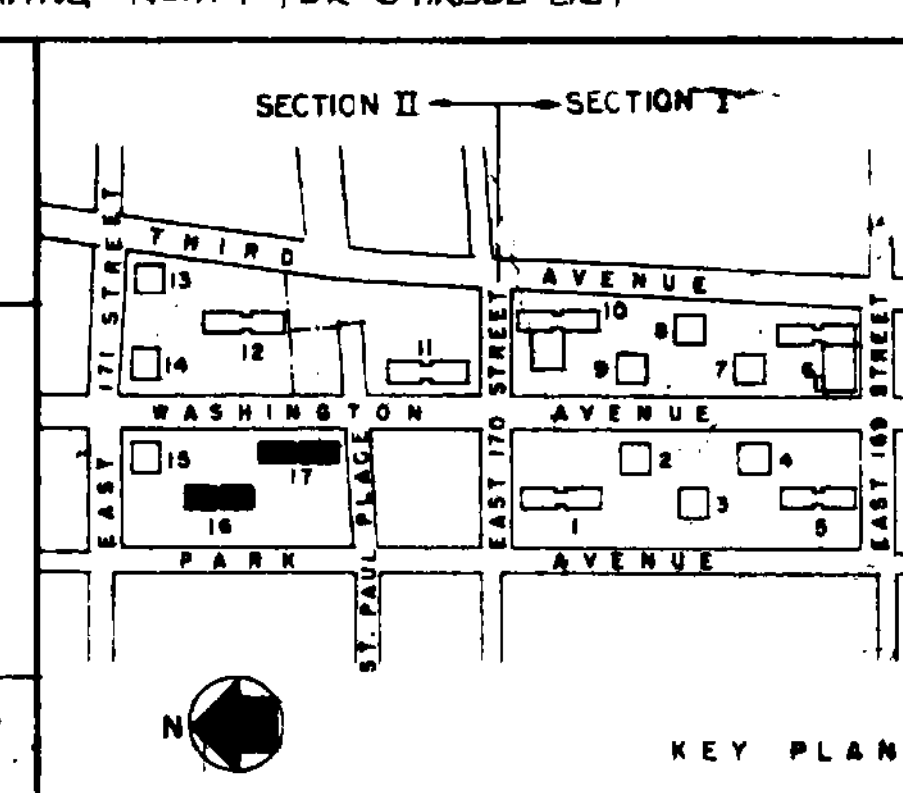 SECTION II
SECTION I
THIRD
AVENUE
171 STREET
13
12
14
11
10
8
9
7
6
STREET
STREET
WASHINGTON
AVENUE
15
17
16
EAST
ST. PAUL PLACE
EAST 170
2
4
3
1
5
EAST 169
PARK
AVENUE
N
KEY PLAN